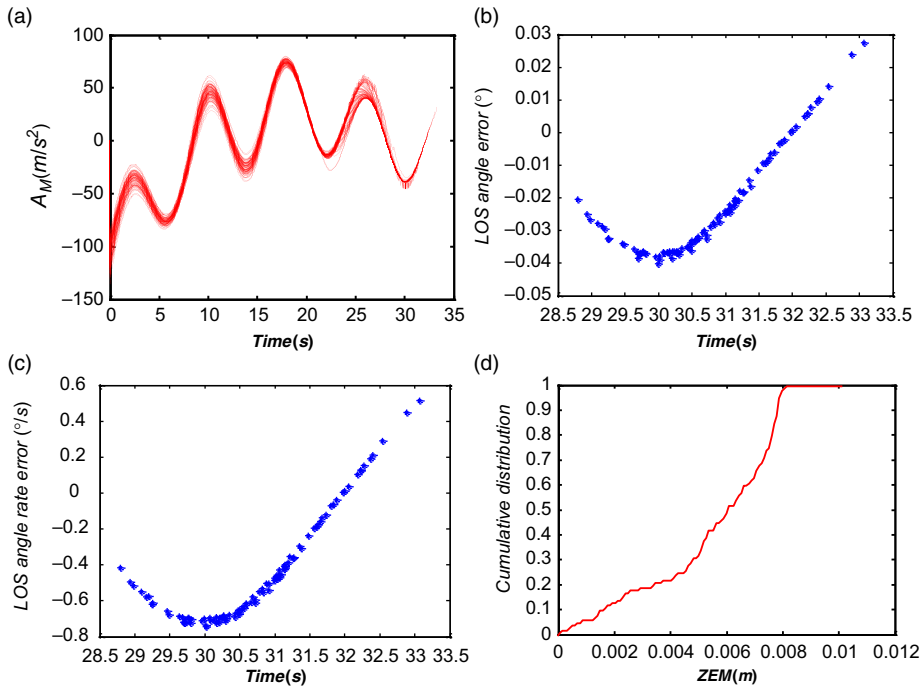 (a)
100
50
0
−50
−100
−150
A_M(m/s²)
0 5 10 15 20 25 30 35
Time(s)
(b)
0.03
0.02
0.01
0
−0.01
−0.02
−0.03
−0.04
−0.05
LOS angle error (°)
28.5 29 29.5 30 30.5 31 31.5 32 32.5 33 33.5
Time(s)
(c)
0.6
0.4
0.2
0
−0.2
−0.4
−0.6
−0.8
LOS angle rate error (°/s)
28.5 29 29.5 30 30.5 31 31.5 32 32.5 33 33.5
Time(s)
(d)
1
0.9
0.8
0.7
0.6
0.5
0.4
0.3
0.2
0.1
0
Cumulative distribution
0 0.002 0.004 0.006 0.008 0.01 0.012
ZEM(m)